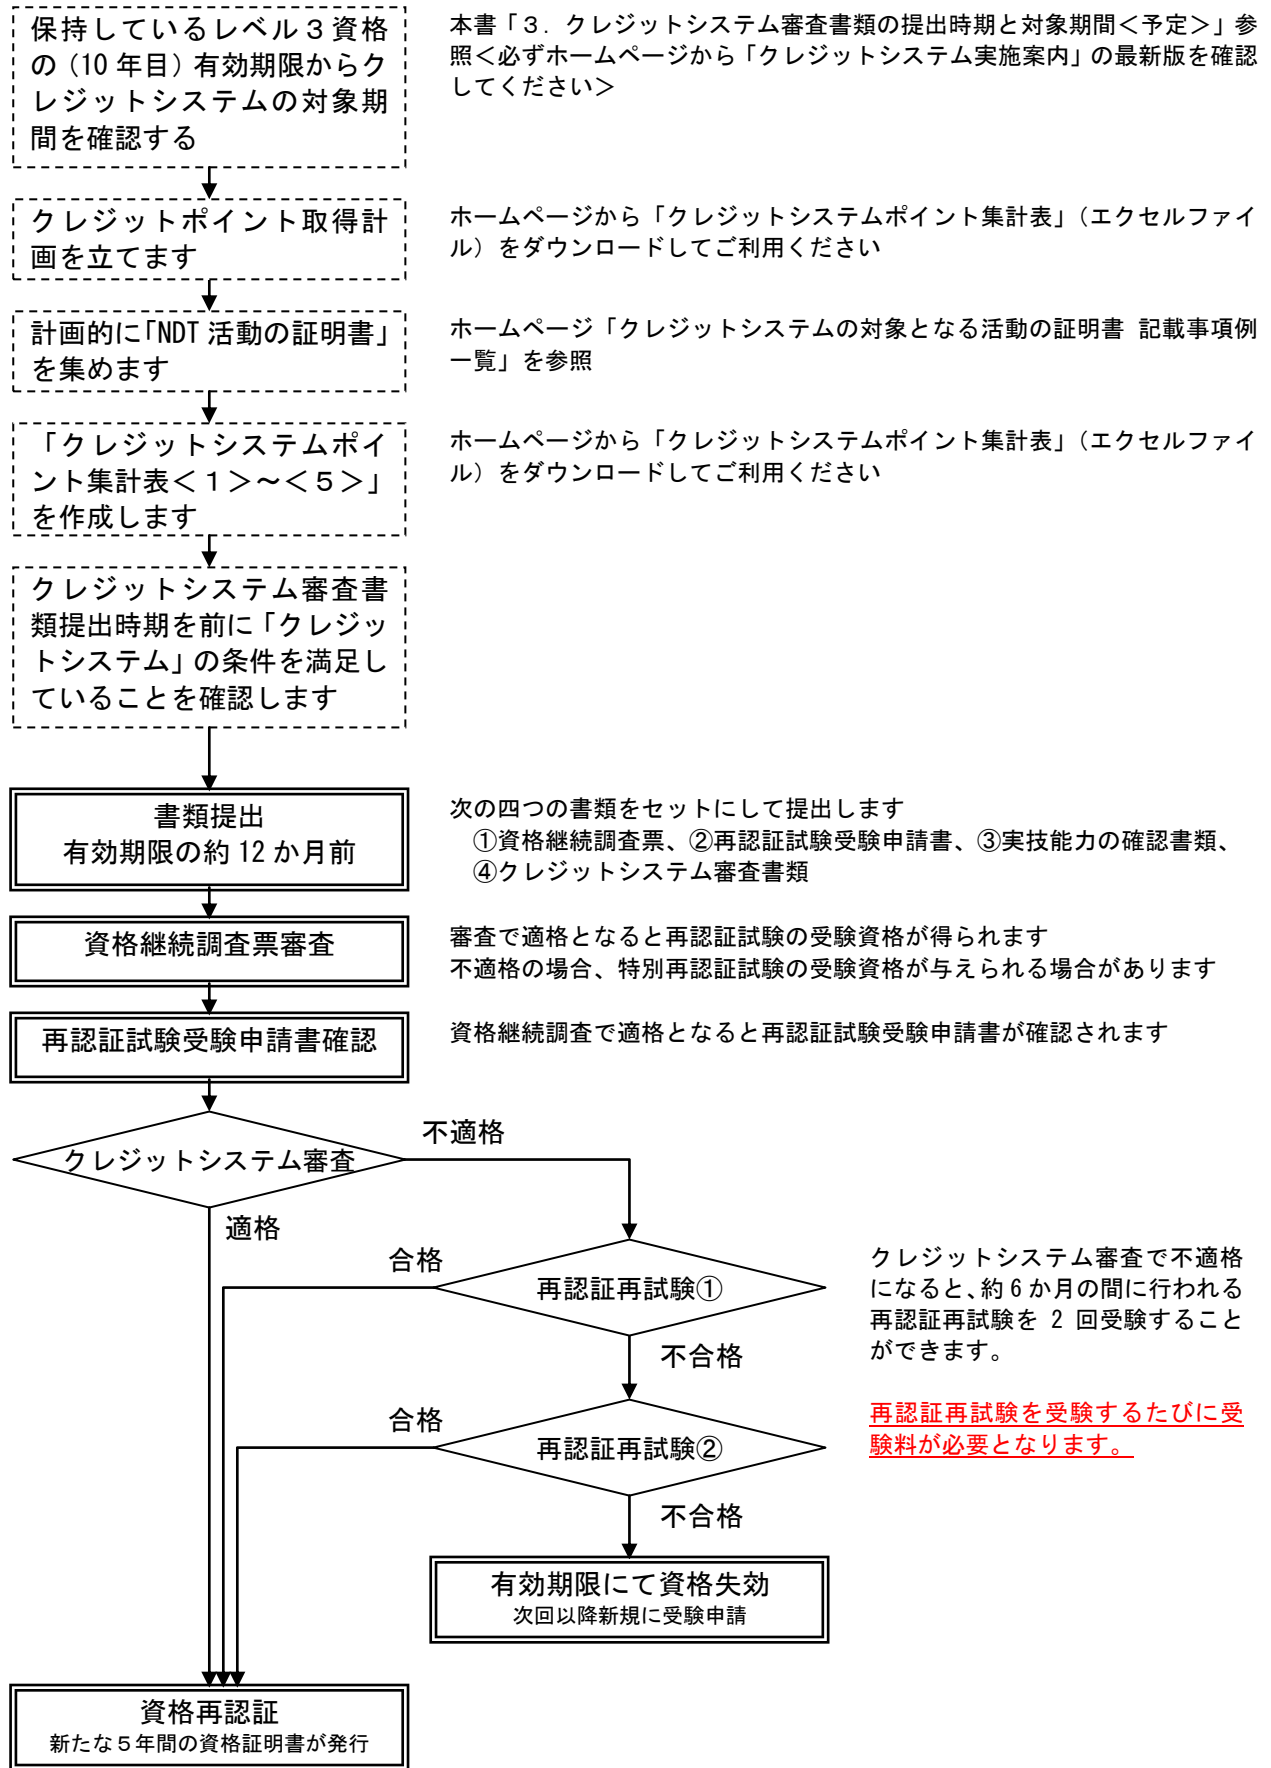 保持しているレベル３資格
の（10 年目）有効期限からク
レジットシステムの対象期
間を確認する
本書「３．クレジットシステム審査書類の提出時期と対象期間＜予定＞」参
照＜必ずホームページから「クレジットシステム実施案内」の最新版を確認
してください＞
クレジットポイント取得計
画を立てます
ホームページから「クレジットシステムポイント集計表」（エクセルファイ
ル）をダウンロードしてご利用ください
計画的に「NDT 活動の証明書」
を集めます
ホームページ「クレジットシステムの対象となる活動の証明書 記載事項例
一覧」を参照
「クレジットシステムポイ
ント集計表＜１＞～＜５＞」
を作成します
ホームページから「クレジットシステムポイント集計表」（エクセルファイ
ル）をダウンロードしてご利用ください
クレジットシステム審査書
類提出時期を前に「クレジッ
トシステム」の条件を満足し
ていることを確認します
書類提出
有効期限の約 12 か月前
次の四つの書類をセットにして提出します
①資格継続調査票、②再認証試験受験申請書、③実技能力の確認書類、
④クレジットシステム審査書類
資格継続調査票審査
審査で適格となると再認証試験の受験資格が得られます
不適格の場合、特別再認証試験の受験資格が与えられる場合があります
再認証試験受験申請書確認
資格継続調査で適格となると再認証試験受験申請書が確認されます
クレジットシステム審査
不適格
適格
合格
再認証再試験①
不合格
クレジットシステム審査で不適格
になると、約 6 か月の間に行われる
再認証再試験を 2 回受験すること
ができます。
再認証再試験を受験するたびに受
験料が必要となります。
合格
再認証再試験②
不合格
有効期限にて資格失効
次回以降新規に受験申請
資格再認証
新たな５年間の資格証明書が発行